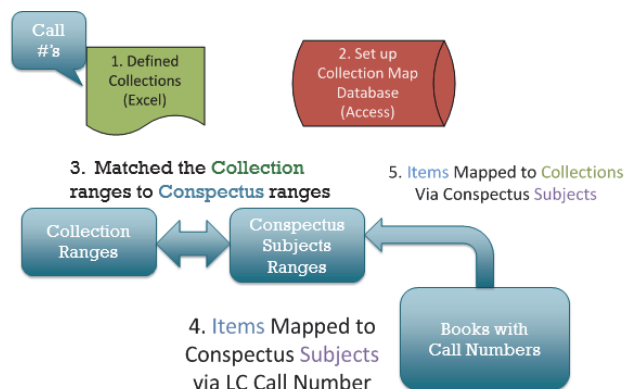 Call
#'s
1. Defined
Collections
(Excel)
2. Set up
Collection Map
Database
(Access)
3. Matched the Collection
ranges to Conspectus ranges
5. Items Mapped to Collections
Via Conspectus Subjects
Collection
Ranges
Conspectus
Subjects
Ranges
4. Items Mapped to
Conspectus Subjects
via LC Call Number
Books with
Call Numbers